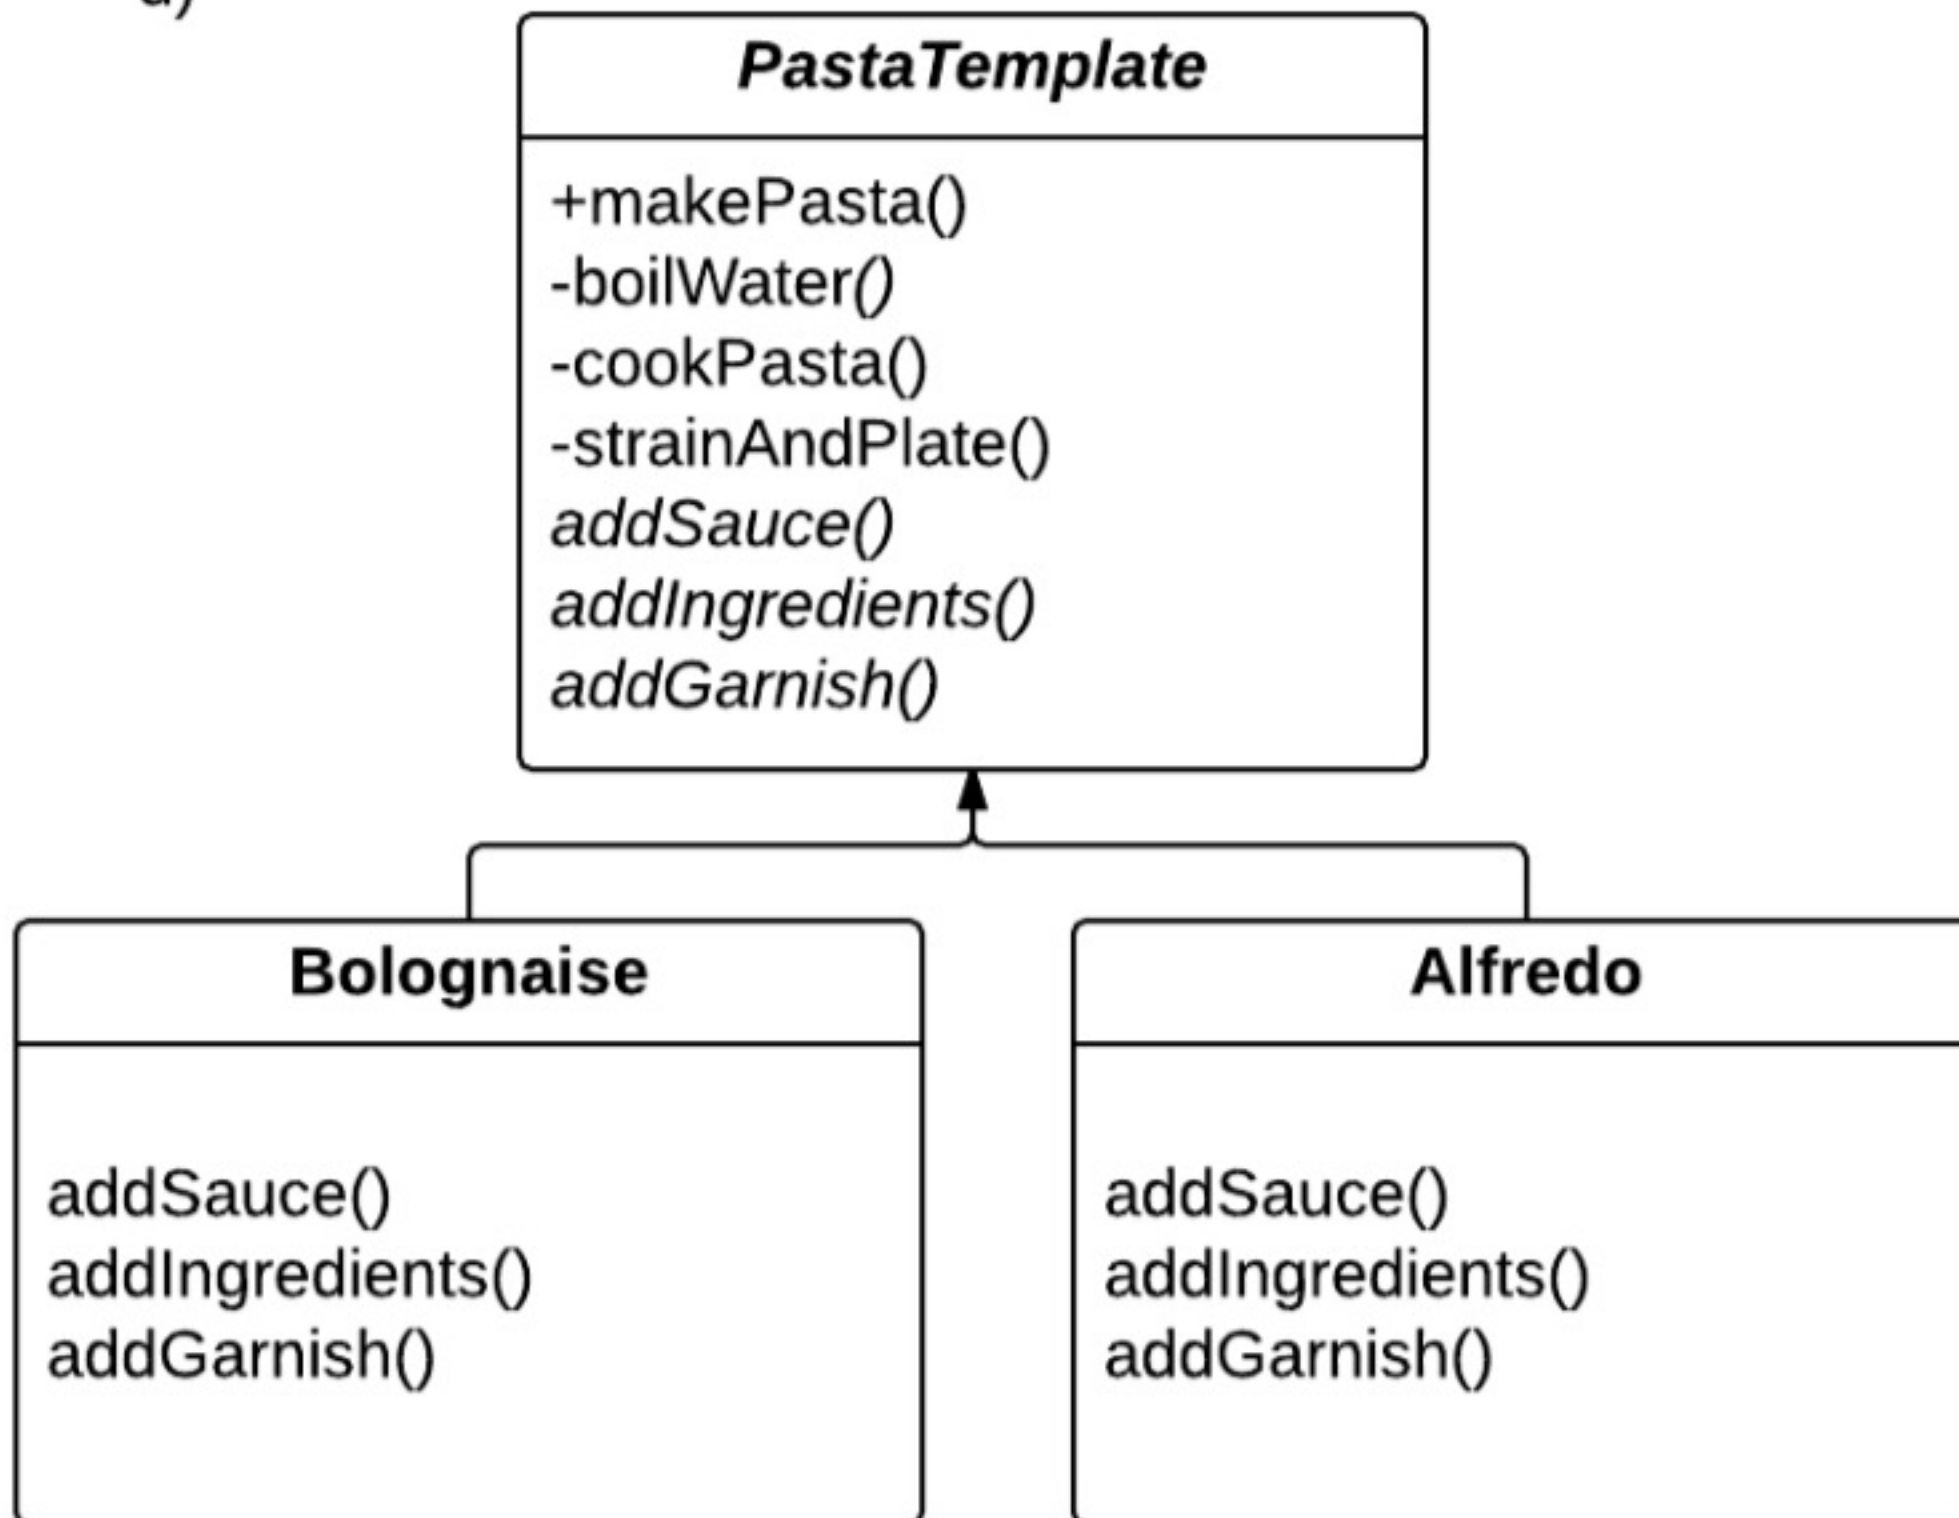 PastaTemplate
+makePasta()
-boilWater()
-cookPasta()
-strainAndPlate()
addSauce()
addIngredients()
addGarnish()
Bolognaise
addSauce()
addIngredients()
addGarnish()
Alfredo
addSauce()
addIngredients()
addGarnish()